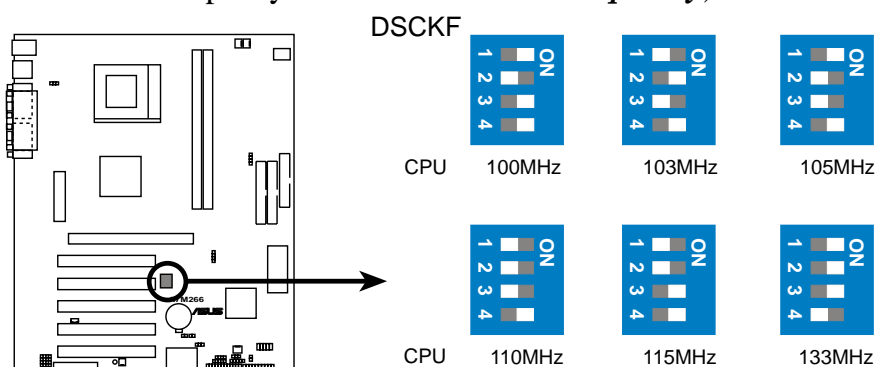 DSCKF
1 2 3 4 ON
1 2 3 4 ON
1 2 3 4 ON
CPU 100MHz 103MHz 105MHz
1 2 3 4 ON
1 2 3 4 ON
1 2 3 4 ON
M266
/SUS
CPU 110MHz 115MHz 133MHz